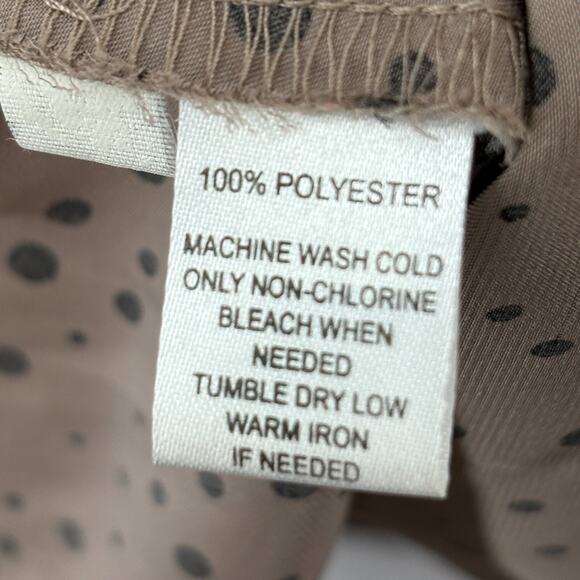 100% POLYESTER
MACHINE WASH COLD
ONLY NON-CHLORINE
BLEACH WHEN
NEEDED
TUMBLE DRY LOW
WARM IRON
IF NEEDED